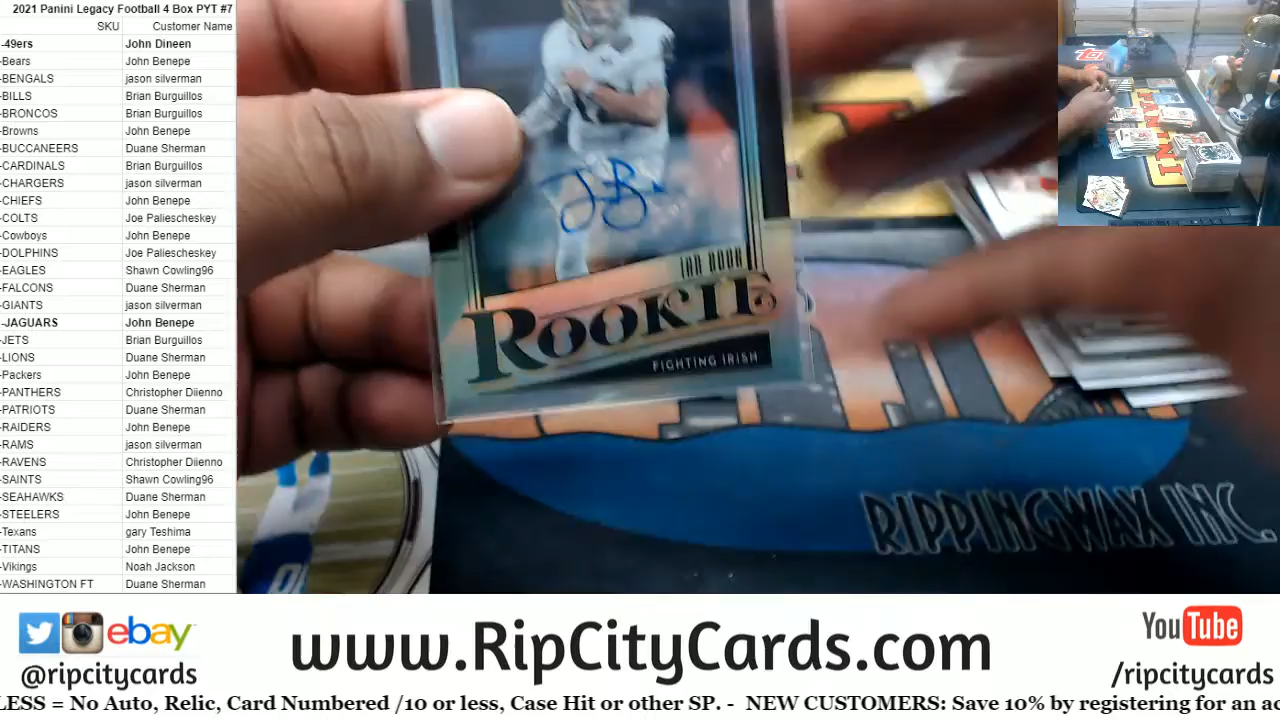 2021 Panini Legacy Football 4 Box PYT #7
SKU Customer Name
-49ers John Dineen
-Bears John Benepe
-BENGALS jason silverman
-BILLS Brian Burguillos
-BRONCOS Brian Burguillos
-Browns John Benepe
-BUCCANEERS Duane Sherman
-CARDINALS Brian Burguillos
-CHARGERS jason silverman
-CHIEFS John Benepe
-COLTS Joe Paliescheskey
-Cowboys John Benepe
-DOLPHINS Joe Paliescheskey
-EAGLES Shawn Cowling96
-FALCONS Duane Sherman
-GIANTS jason silverman
-JAGUARS John Benepe
-JETS Brian Burguillos
-LIONS Duane Sherman
-Packers John Benepe
-PANTHERS Christopher Diienno
-PATRIOTS Duane Sherman
-RAIDERS John Benepe
-RAMS jason silverman
-RAVENS Christopher Diienno
-SAINTS Shawn Cowling96
-SEAHAWKS Duane Sherman
-STEELERS John Benepe
-Texans gary Teshima
-TITANS John Benepe
-Vikings Noah Jackson
-WASHINGTON FT Duane Sherman
IAN BOOK
ROOKIES
FIGHTING IRISH
RIPPINGWAX INC.
PANINI
ebay
@ripcitycards
www.RipCityCards.com
YouTube
/ripcitycards
LESS = No Auto, Relic, Card Numbered /10 or less, Case Hit or other SP. - NEW CUSTOMERS: Save 10% by registering for an ac